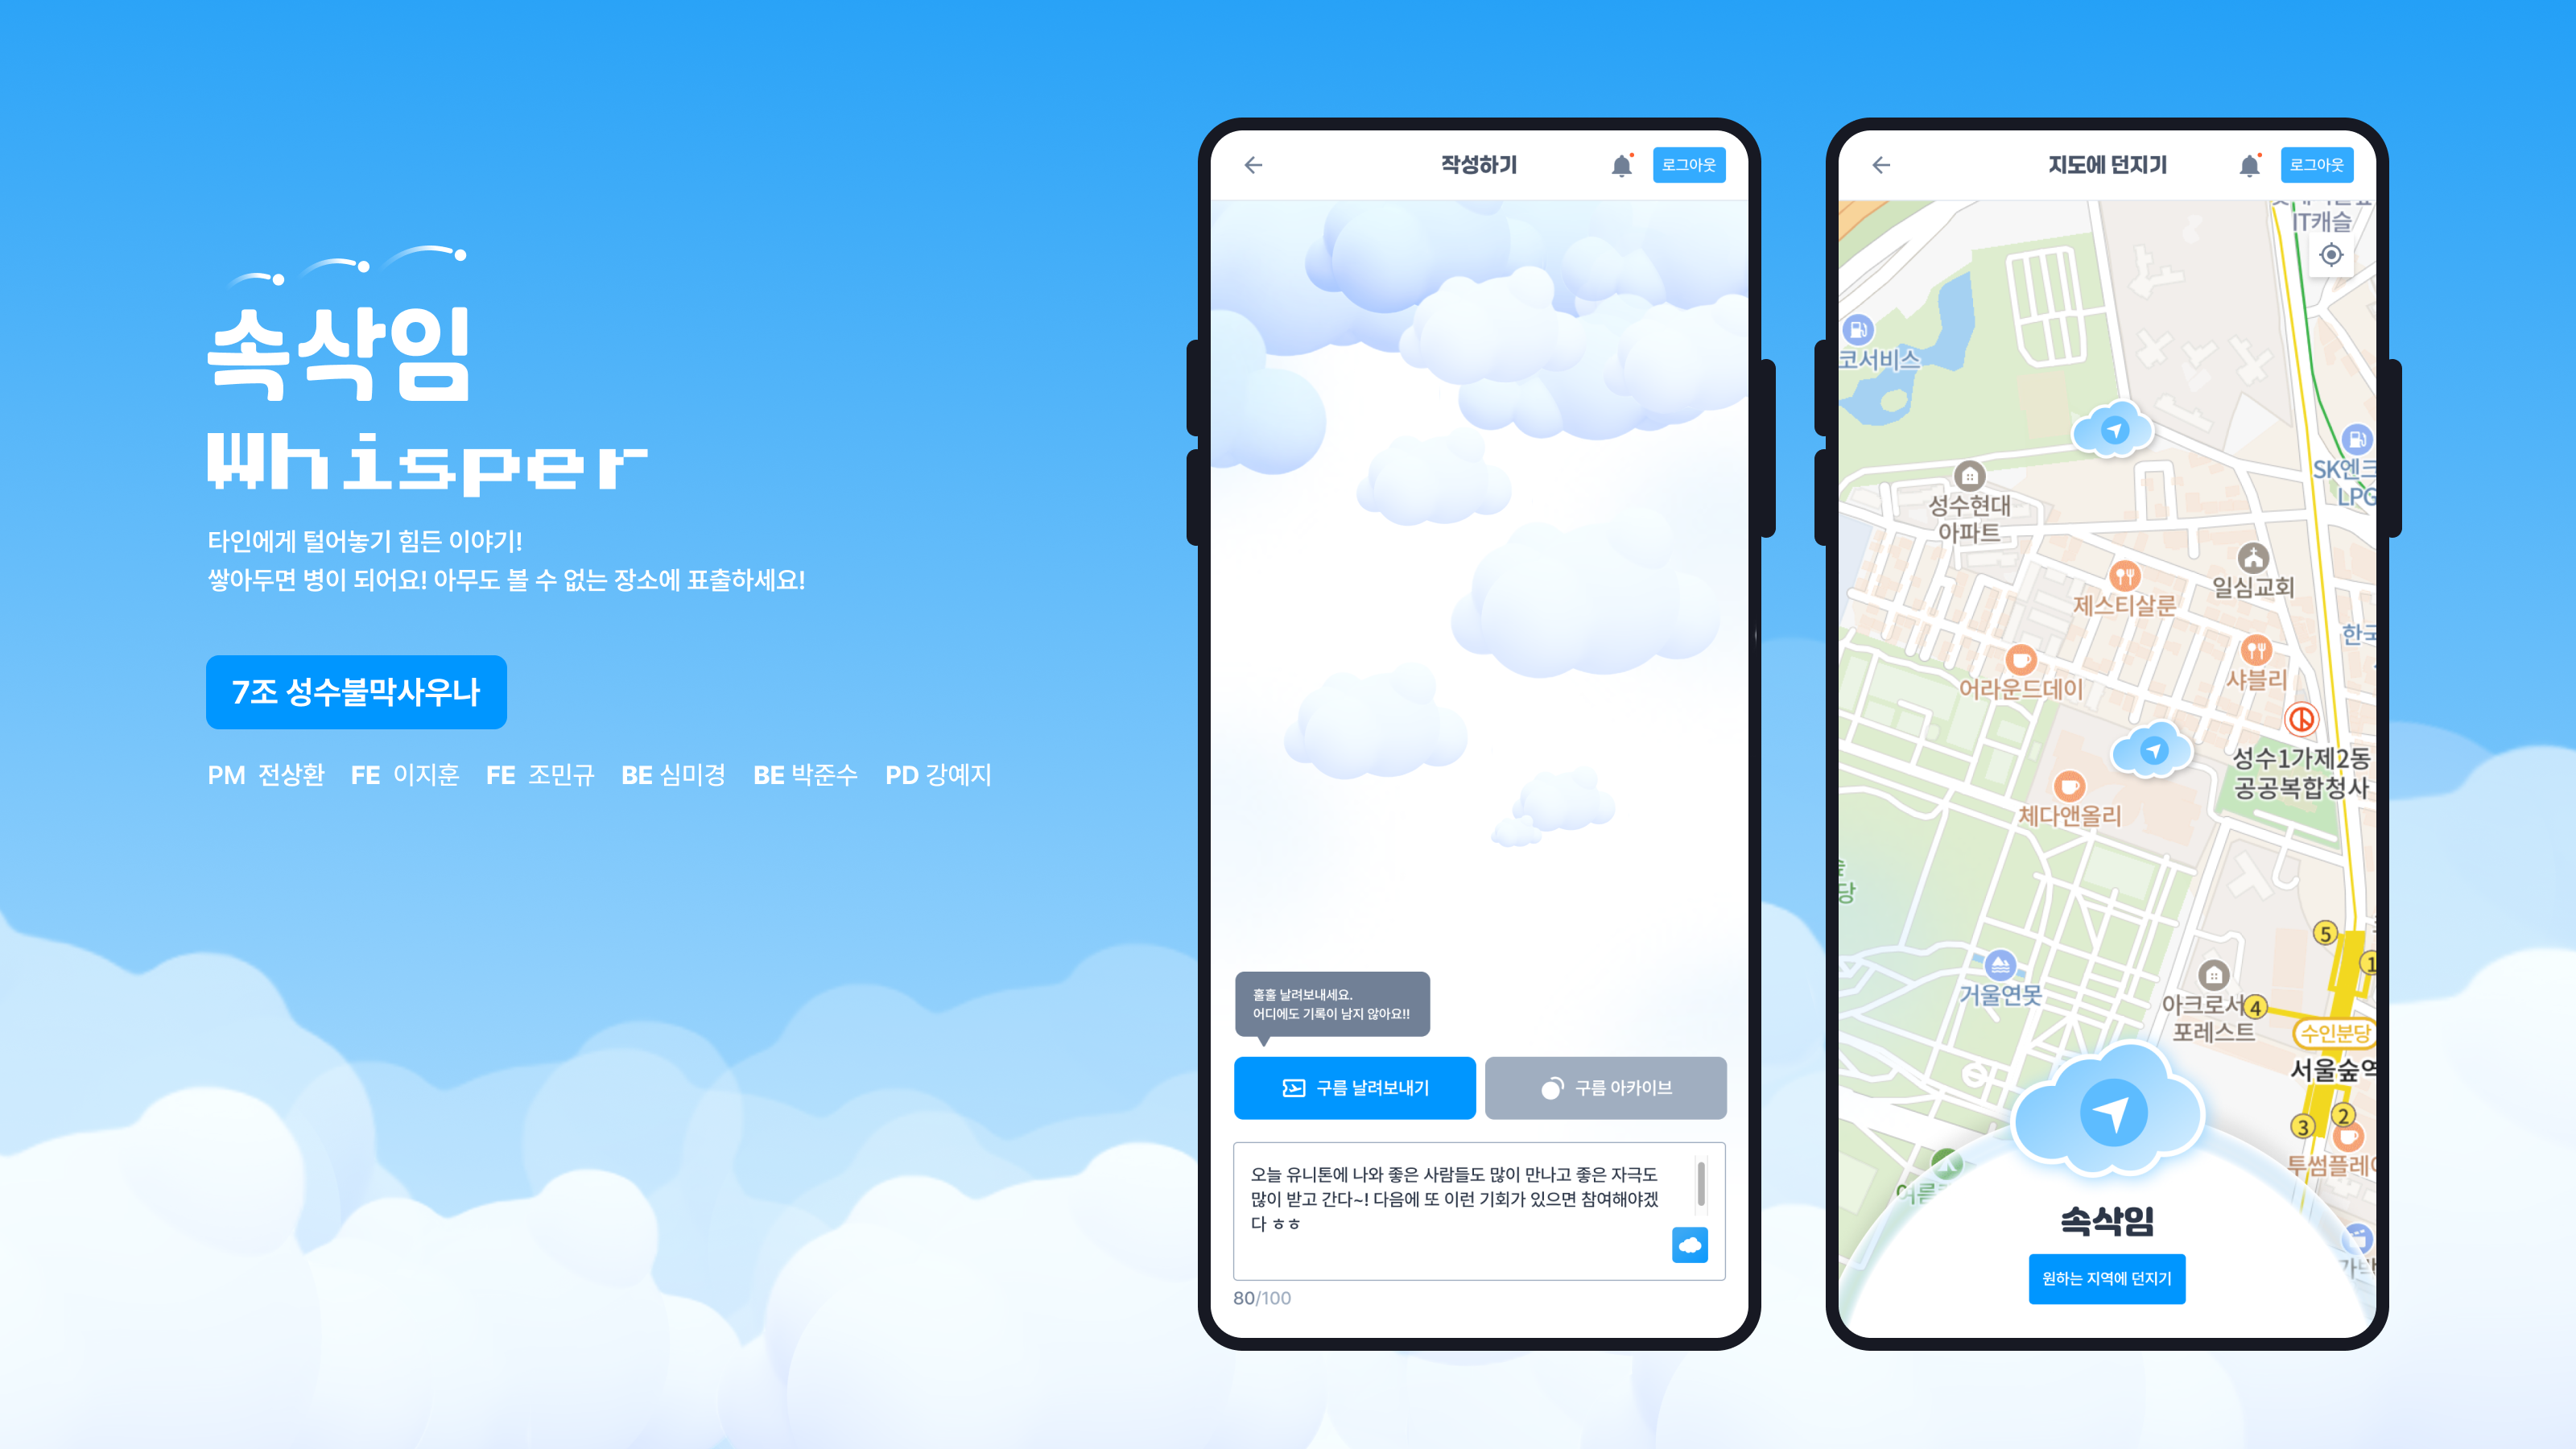 속삭임
Whisper
타인에게 털어놓기 힘든 이야기!
쌓아두면 병이 되어요! 아무도 볼 수 없는 장소에 표출하세요!
7조 성수불막사우나
PM 전상환 FE 이지훈 FE 조민규 BE 심미경 BE 박준수 PD 강예지
작성하기
로그아웃
훌훌 날려보내세요.
어디에도 기록이 남지 않아요!!
구름 날려보내기
구름 아카이브
오늘 유니톤에 나와 좋은 사람들도 많이 만나고 좋은 자극도
많이 받고 간다~! 다음에 또 이런 기회가 있으면 참여해야겠
다 ㅎㅎ
80/100
지도에 던지기
로그아웃
IT캐슬
코서비스
SK엔크
LPG
성수현대
아파트
일심교회
제스티살룬
한국
샤블리
어라운드데이
성수1가제2동
공공복합청사
체다앤올리
당
5
1
거울연못
아크로서
4
포레스트
수인분당
서울숲역
2
3
투썸플레이
속삭임
원하는 지역에 던지기